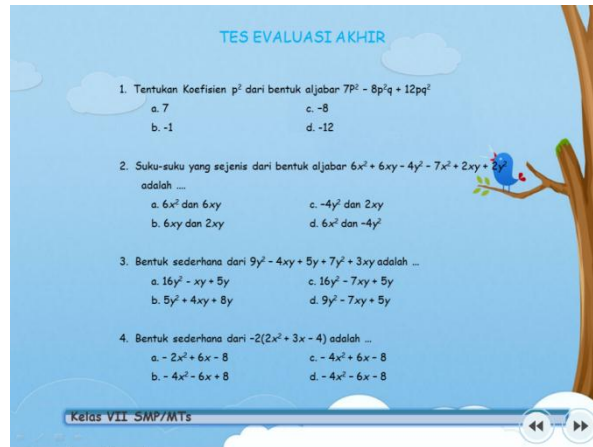 TES EVALUASI AKHIR
1. Tentukan Koefisien p² dari bentuk aljabar 7P² - 8p²q + 12pq²
a. 7 c. -8
b. -1 d. -12
2. Suku-suku yang sejenis dari bentuk aljabar 6x² + 6xy - 4y² - 7x² + 2xy + 2y²
adalah ....
a. 6x² dan 6xy c. -4y² dan 2xy
b. 6xy dan 2xy d. 6x² dan -4y²
3. Bentuk sederhana dari 9y² - 4xy + 5y + 7y² + 3xy adalah ...
a. 16y² - xy + 5y c. 16y² - 7xy + 5y
b. 5y² + 4xy + 8y d. 9y² - 7xy + 5y
4. Bentuk sederhana dari -2(2x² + 3x - 4) adalah ...
a. - 2x² + 6x - 8 c. - 4x² + 6x - 8
b. - 4x² - 6x + 8 d. - 4x² - 6x - 8
Kelas VII SMP/MTs